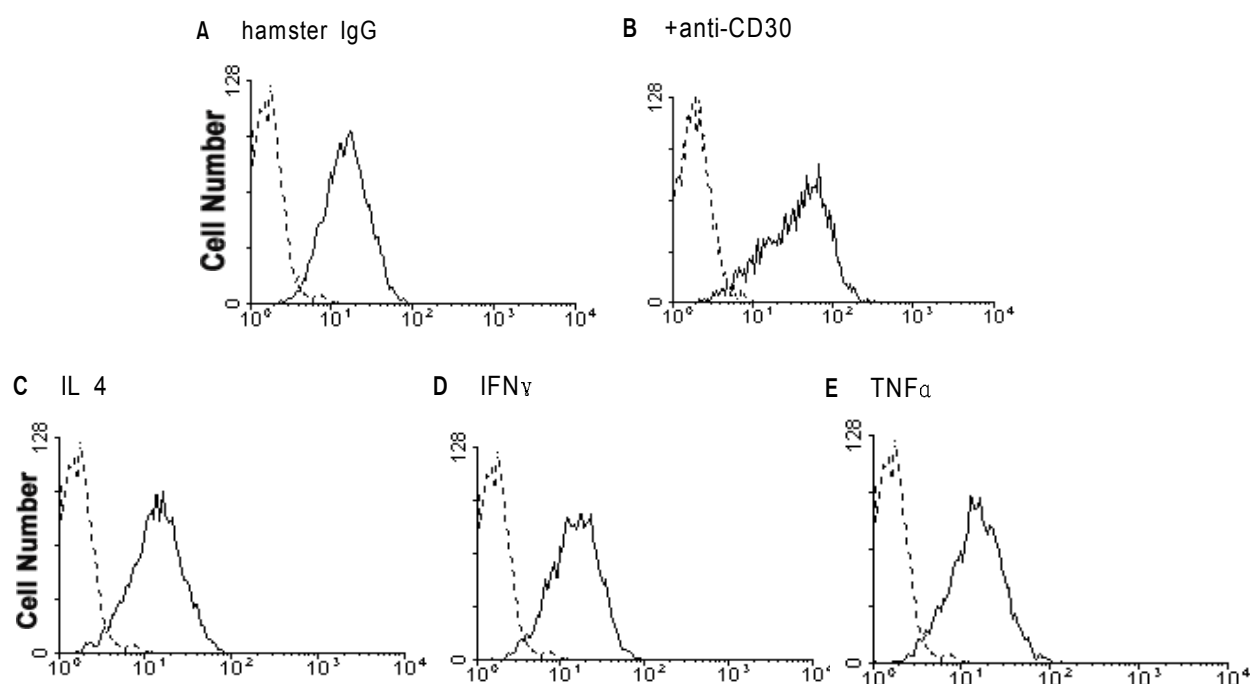 A hamster IgG
B +anti-CD30
128
128
Cell Number
0
0
10⁰ 10¹ 10² 10³ 10⁴
10⁰ 10¹ 10² 10³ 10⁴
C IL 4
D IFNγ
E TNFα
128
128
128
Cell Number
0
0
0
10⁰ 10¹ 10² 10³ 10⁴
10⁰ 10¹ 10² 10³ 10⁴
10⁰ 10¹ 10² 10³ 10⁴